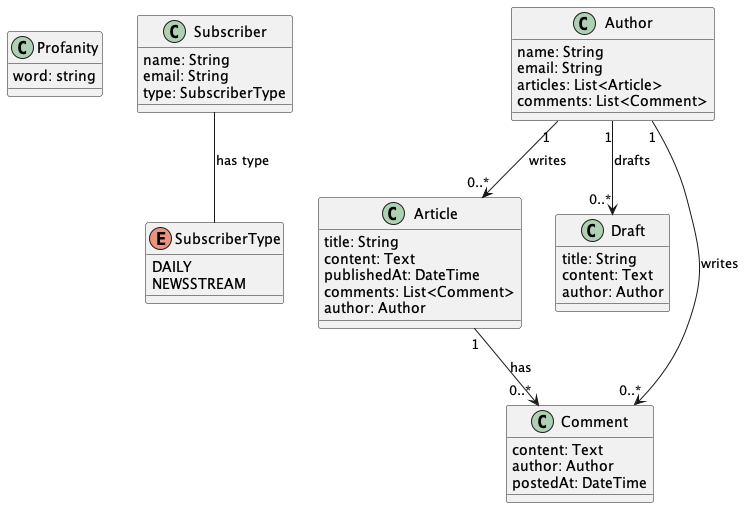 C Profanity
word: string
C Subscriber
name: String
email: String
type: SubscriberType
C Author
name: String
email: String
articles: List<Article>
comments: List<Comment>
has type
1
writes
0..*
1
drafts
0..*
1
writes
0..*
E SubscriberType
DAILY
NEWSSTREAM
C Article
title: String
content: Text
publishedAt: DateTime
comments: List<Comment>
author: Author
C Draft
title: String
content: Text
author: Author
1
has
0..*
C Comment
content: Text
author: Author
postedAt: DateTime